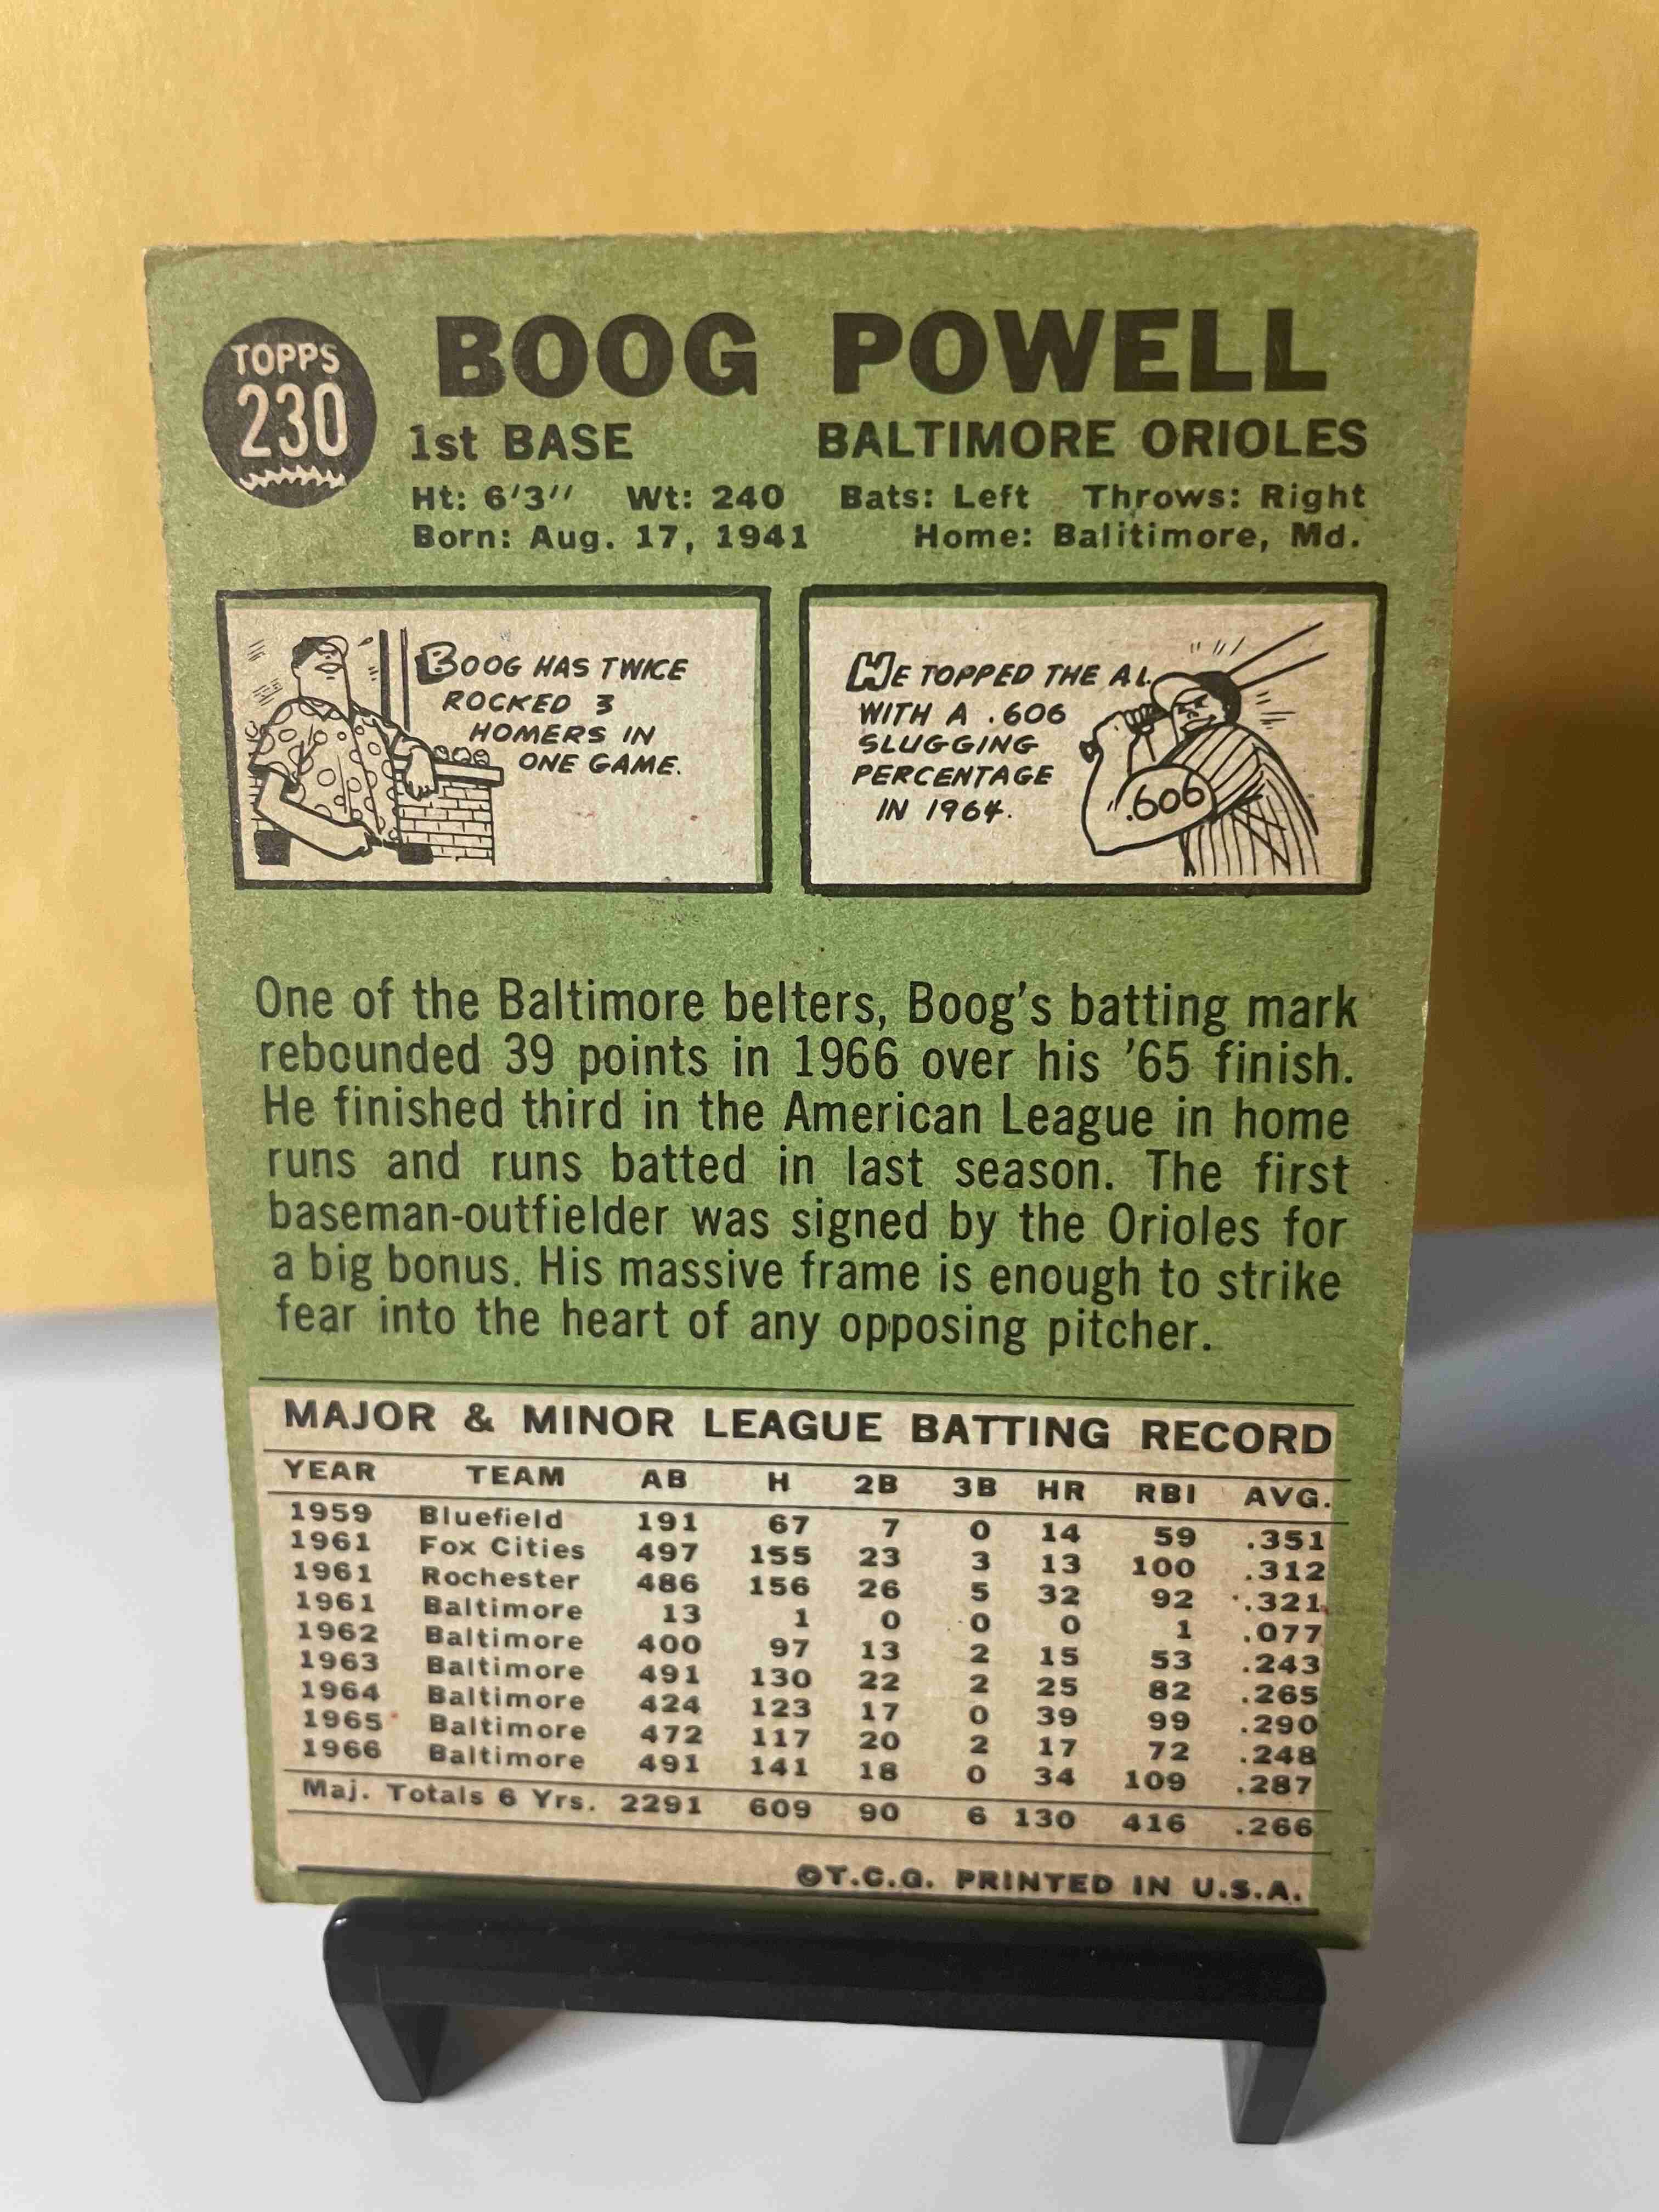 TOPPS
230
BOOG POWELL
1st BASE BALTIMORE ORIOLES
Ht: 6'3" Wt: 240 Bats: Left Throws: Right
Born: Aug. 17, 1941 Home: Balitimore, Md.
BOOG HAS TWICE
ROCKED 3
HOMERS IN
ONE GAME.
HE TOPPED THE A.L.
WITH A .606
SLUGGING
PERCENTAGE
IN 1964.
.606
One of the Baltimore belters, Boog's batting mark
rebounded 39 points in 1966 over his '65 finish.
He finished third in the American League in home
runs and runs batted in last season. The first
baseman-outfielder was signed by the Orioles for
a big bonus. His massive frame is enough to strike
fear into the heart of any opposing pitcher.
MAJOR & MINOR LEAGUE BATTING RECORD
YEAR TEAM AB H 2B 3B HR RBI AVG.
1959 Bluefield 191 67 7 0 14 59 .351
1961 Fox Cities 497 155 23 3 13 100 .312
1961 Rochester 486 156 26 5 32 92 .321
1961 Baltimore 13 1 0 0 0 1 .077
1962 Baltimore 400 97 13 2 15 53 .243
1963 Baltimore 491 130 22 2 25 82 .265
1964 Baltimore 424 123 17 0 39 99 .290
1965 Baltimore 472 117 20 2 17 72 .248
1966 Baltimore 491 141 18 0 34 109 .287
Maj. Totals 6 Yrs. 2291 609 90 6 130 416 .266
©T.C.G. PRINTED IN U.S.A.